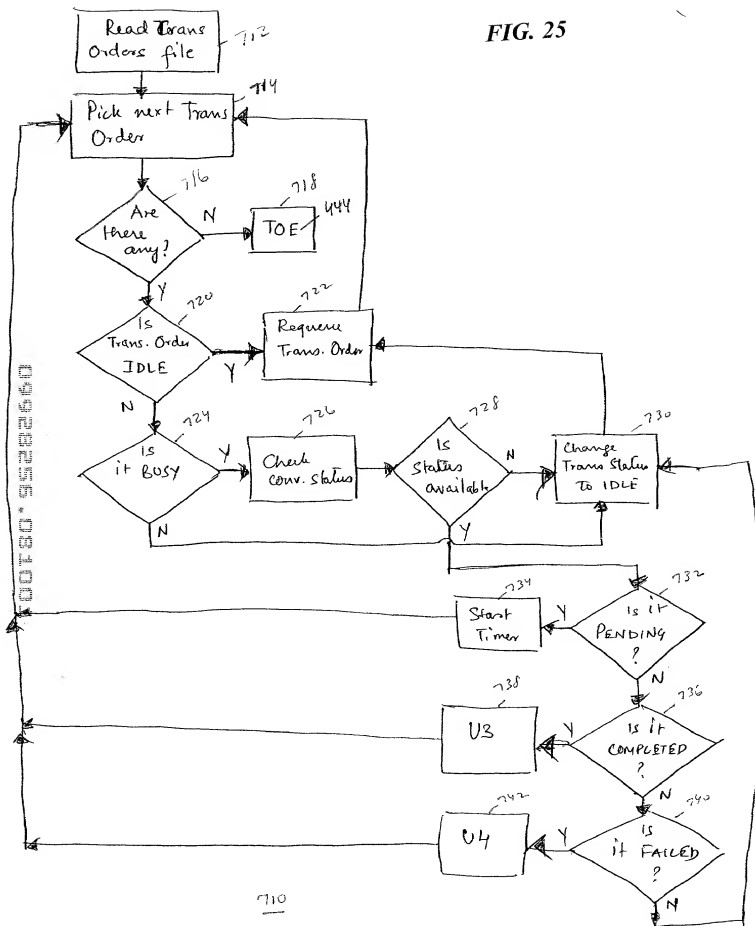 FIG. 25
Read Trans
Orders file
712
714
Pick next Trans
Order
716
Are
there
any?
N
718
TOE
444
Y
720
Is
Trans. Order
IDLE
Y
722
Requeue
Trans. Order
N
724
Is
it BUSY
Y
726
Check
conv. status
728
Is
Status
available
N
730
Change
Trans Status
To IDLE
N
Y
732
Is it
PENDING
?
Y
734
Start
Timer
N
736
Is it
COMPLETED
?
Y
738
U3
N
740
Is
it FAILED
?
Y
742
U4
N
710